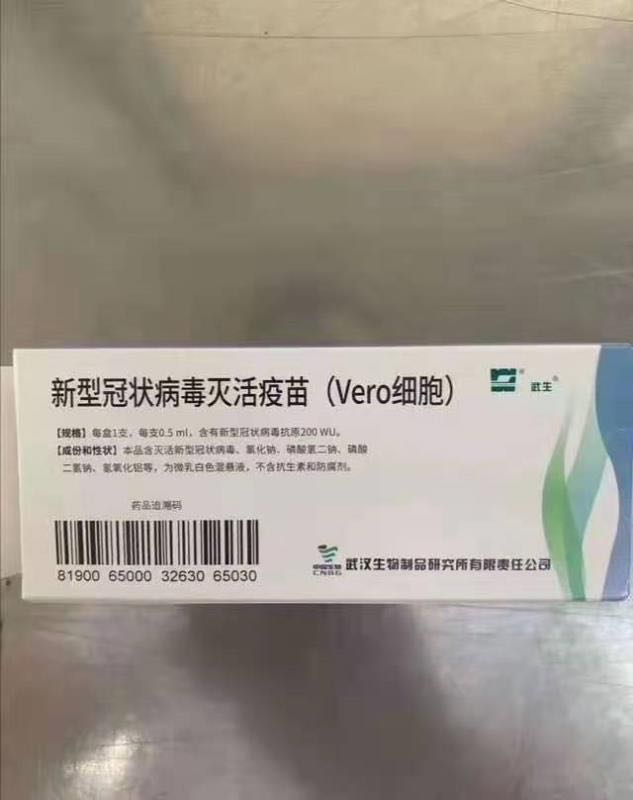 新型冠状病毒灭活疫苗（Vero细胞）
武生
【规格】每盒1支，每支0.5 ml，含有新型冠状病毒抗原200 WU。
【成份和性状】本品含灭活新型冠状病毒、氯化钠、磷酸氢二钠、磷酸
二氢钠、氢氧化铝等，为微乳白色混悬液，不含抗生素和防腐剂。
药品追溯码
81900 65000 32630 65030
中国生物
CNBG
武汉生物制品研究所有限责任公司